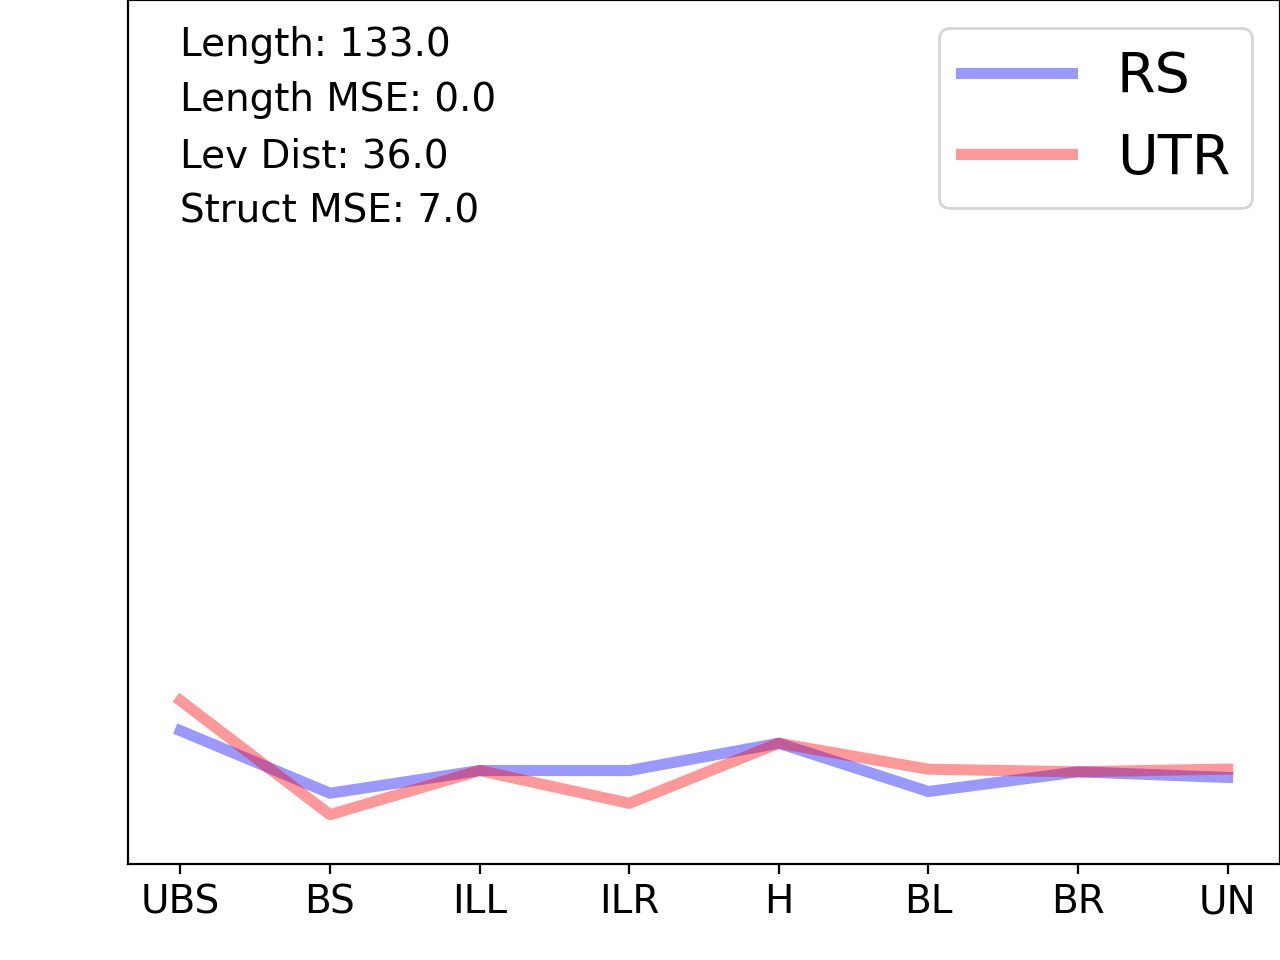 Length: 133.0
Length MSE: 0.0
Lev Dist: 36.0
Struct MSE: 7.0
RS
UTR
UBS BS ILL ILR H BL BR UN